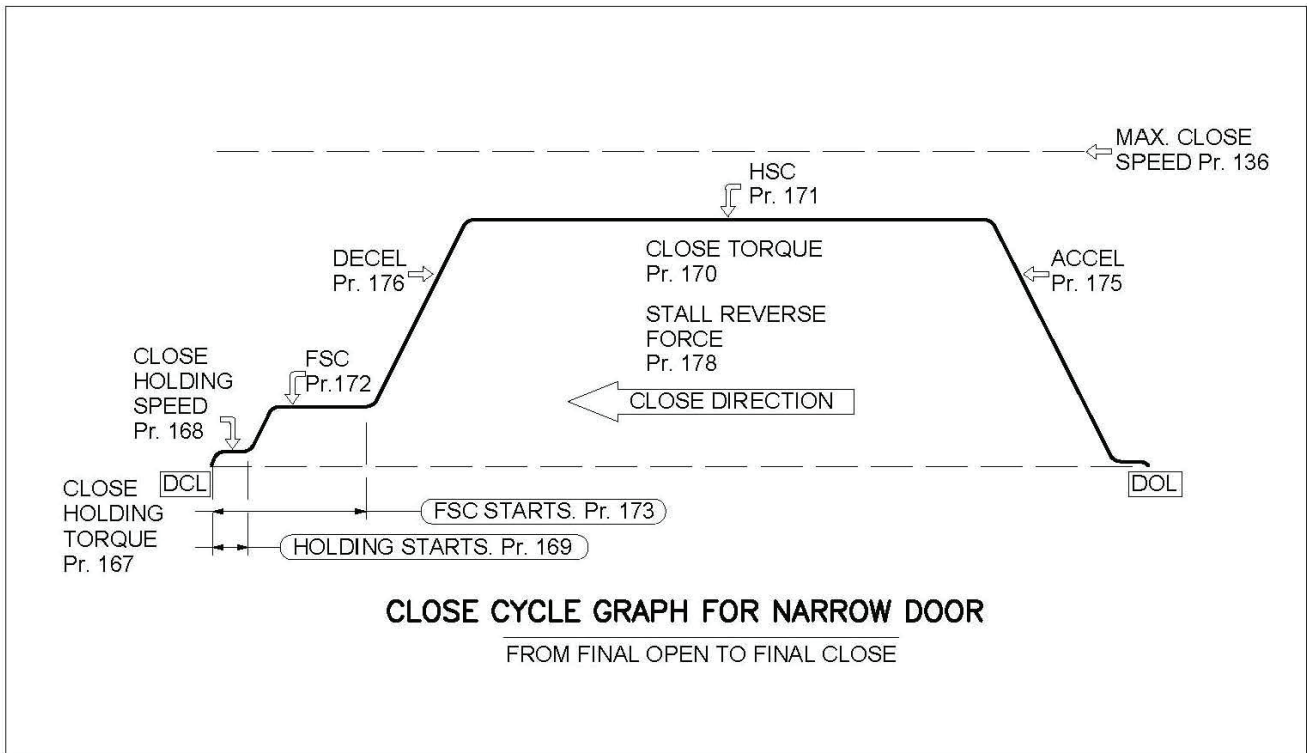 MAX. CLOSE
SPEED Pr. 136
HSC
Pr. 171
DECEL
Pr. 176
CLOSE TORQUE
Pr. 170
ACCEL
Pr. 175
STALL REVERSE
FORCE
Pr. 178
CLOSE
HOLDING
SPEED
Pr. 168
FSC
Pr.172
CLOSE DIRECTION
DCL
DOL
CLOSE
HOLDING
TORQUE
Pr. 167
FSC STARTS. Pr. 173
HOLDING STARTS. Pr. 169
CLOSE CYCLE GRAPH FOR NARROW DOOR
FROM FINAL OPEN TO FINAL CLOSE